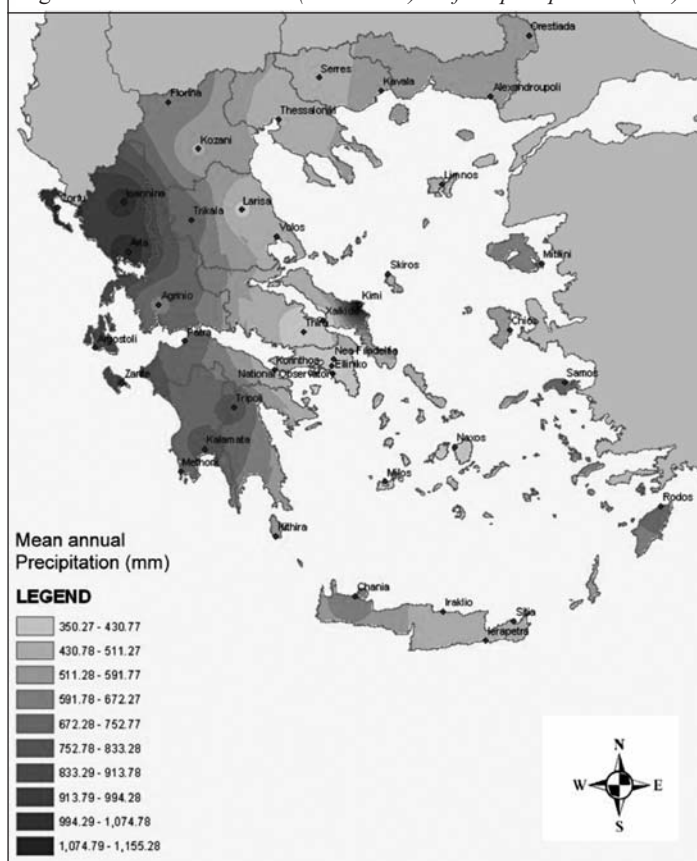 Orestiada
Serres
Kavala
Alexandroupoli
Florina
Thessaloniki
Kozani
Limnos
Ioannina
Corfu
Larisa
Trikala
Volos
Arta
Mitilini
Skiros
Agrinio
Kimi
Xalkida
Chios
Patra
Argostoli
Nea Filadelfia
Korinthos
Elliniko
National Observatory
Zante
Samos
Tripoli
Kalamata
Naxos
Methoni
Milos
Rodos
Kithira
Mean annual
Precipitation (mm)
Chania
LEGEND
Iraklio
Sitia
Ierapetra
350.27 - 430.77
430.78 - 511.27
511.28 - 591.77
591.78 - 672.27
672.28 - 752.77
752.78 - 833.28
833.29 - 913.78
913.79 - 994.28
994.29 - 1,074.78
1,074.79 - 1,155.28
N
W E
S